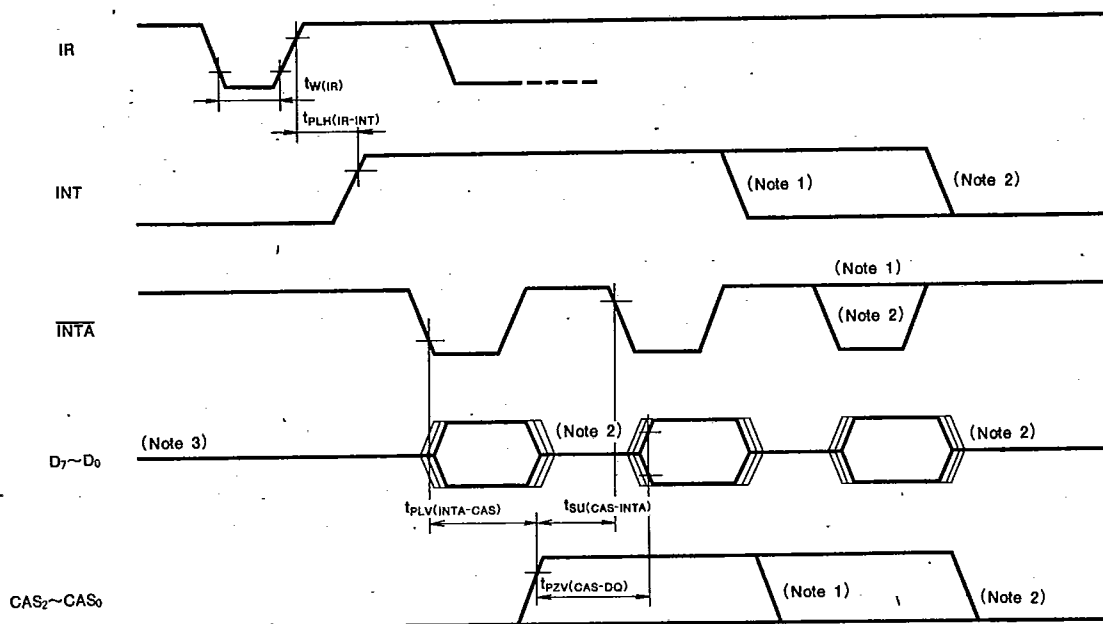 IR
tW(IR)
tPLH(IR-INT)
INT
(Note 1)
(Note 2)
(Note 1)
INTA
(Note 2)
(Note 3)
(Note 2)
(Note 2)
D7~D0
tPLV(INTA-CAS)
tSU(CAS-INTA)
tPZV(CAS-DQ)
CAS2~CAS0
(Note 1)
(Note 2)